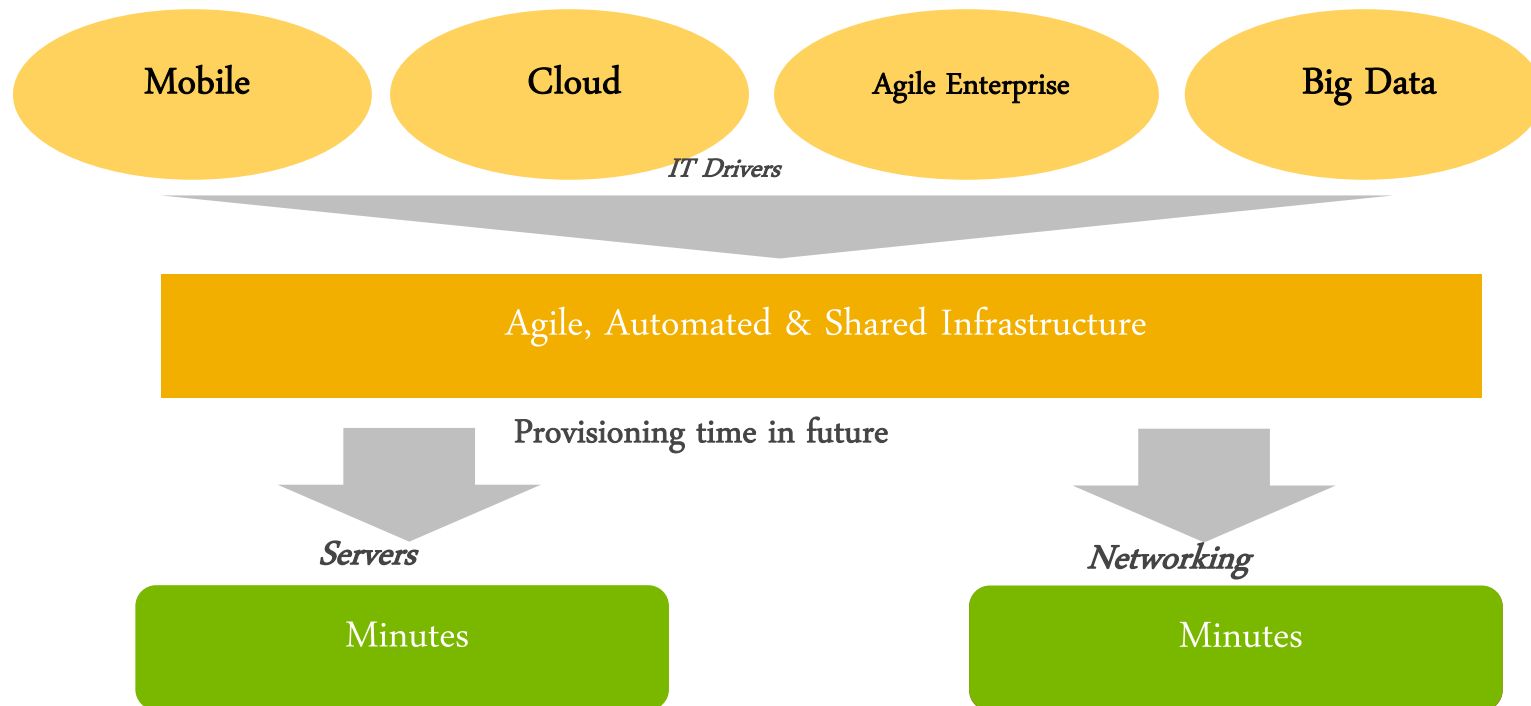 Mobile
Cloud
Agile Enterprise
Big Data
IT Drivers
Agile, Automated & Shared Infrastructure
Provisioning time in future
Servers
Networking
Minutes
Minutes